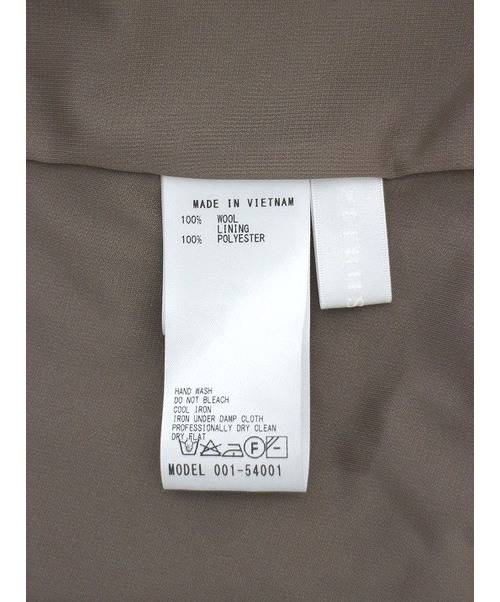 MADE IN VIETNAM
100% WOOL
LINING
100% POLYESTER
HAND WASH
DO NOT BLEACH
COOL IRON
IRON UNDER DAMP CLOTH
PROFESSIONALLY DRY CLEAN
DRY FLAT
F
MODEL 001-54001